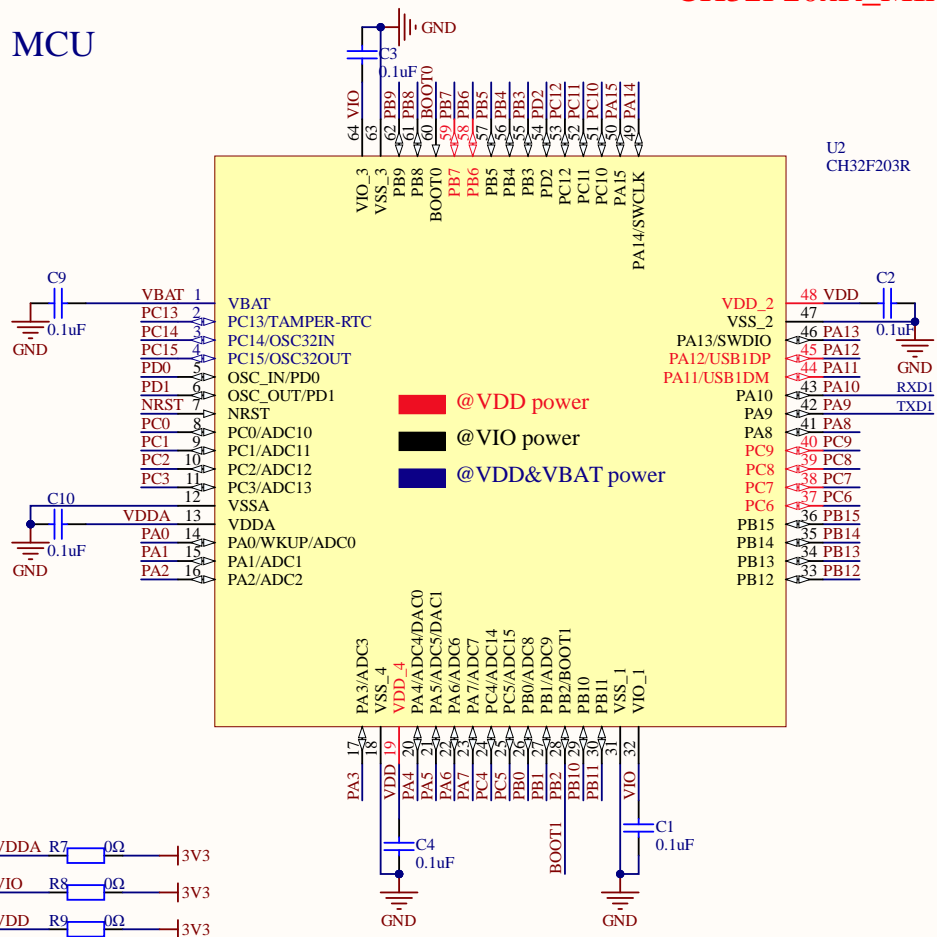 MCU
GND
C3
0.1uF
VIO
PB9
PB8
BOOT0
PB7
PB6
PB5
PB4
PB3
PD2
PC12
PC11
PC10
PA15
PA14
64
63
62
61
60
59
58
57
56
55
54
53
52
51
50
49
U2
CH32F203R
VIO_3
VSS_3
PB9
PB8
BOOT0
PB7
PB6
PB5
PB4
PB3
PD2
PC12
PC11
PC10
PA15
PA14/SWCLK
C9
0.1uF
GND
VBAT 1 VBAT
PC13 2 PC13/TAMPER-RTC
PC14 3 PC14/OSC32IN
PC15 4 PC15/OSC32OUT
PD0 5 OSC_IN/PD0
PD1 6 OSC_OUT/PD1
NRST 7 NRST
PC0 8 PC0/ADC10
PC1 9 PC1/ADC11
PC2 10 PC2/ADC12
PC3 11 PC3/ADC13
12 VSSA
VDDA 13 VDDA
PA0 14 PA0/WKUP/ADC0
PA1 15 PA1/ADC1
PA2 16 PA2/ADC2
C10
0.1uF
GND
@VDD power
@VIO power
@VDD&VBAT power
C2
0.1uF
GND
VDD_2 48 VDD
VSS_2 47
PA13/SWDIO 46 PA13
PA12/USB1DP 45 PA12
PA11/USB1DM 44 PA11
PA10 43 PA10 RXD1
PA9 42 PA9 TXD1
PA8 41 PA8
PC9 40 PC9
PC8 39 PC8
PC7 38 PC7
PC6 37 PC6
PB15 36 PB15
PB14 35 PB14
PB13 34 PB13
PB12 33 PB12
PA3/ADC3
VSS_4
VDD_4
PA4/ADC4/DAC0
PA5/ADC5/DAC1
PA6/ADC6
PA7/ADC7
PC4/ADC14
PC5/ADC15
PB0/ADC8
PB1/ADC9
PB2/BOOT1
PB10
PB11
VSS_1
VIO_1
17
18
19
20
21
22
23
24
25
26
27
28
29
30
31
32
PA3
VDD
PA4
PA5
PA6
PA7
PC4
PC5
PB0
PB1
PB2
PB10
PB11
VIO
BOOT1
C4
0.1uF
GND
C1
0.1uF
GND
VDDA R7 0Ω 3V3
VIO R8 0Ω 3V3
VDD R9 0Ω 3V3